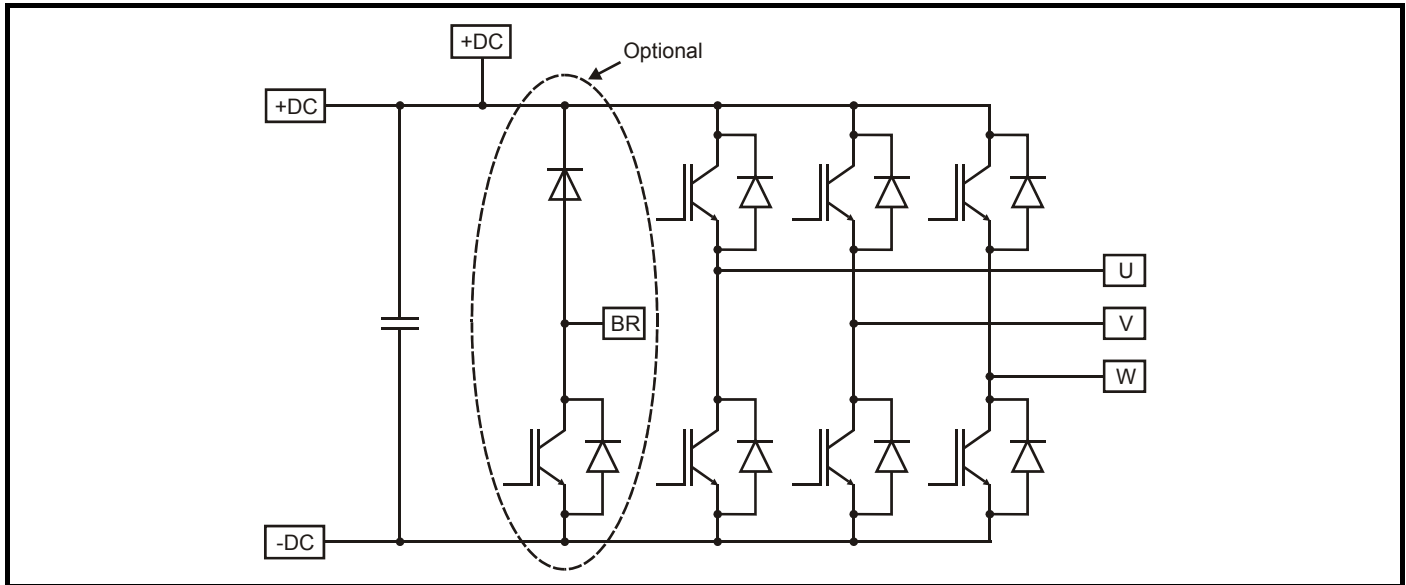 +DC
Optional
+DC
U
BR
V
W
-DC